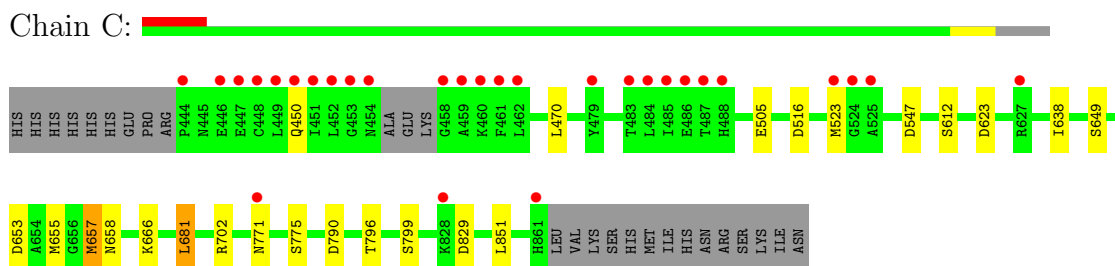 Chain C:
HIS HIS HIS HIS HIS HIS GLU PRO ARG P444 N445 E446 E447 C448 L449 Q450 I451 L452 G453 N454 ALA GLU LYS G458 A459 K460 F461 L462 L470 Y479 T483 L484 I485 E486 T487 H488 E505 D516 M523 G524 A525 D547 S612 D623 R627 I638 S649
D653 A654 M655 G656 M657 N658 K666 L681 R702 N771 S775 D790 T796 S799 K828 D829 L851 H861 LEU VAL LYS SER HIS MET ILE HIS ASN ARG SER LYS ILE ASN